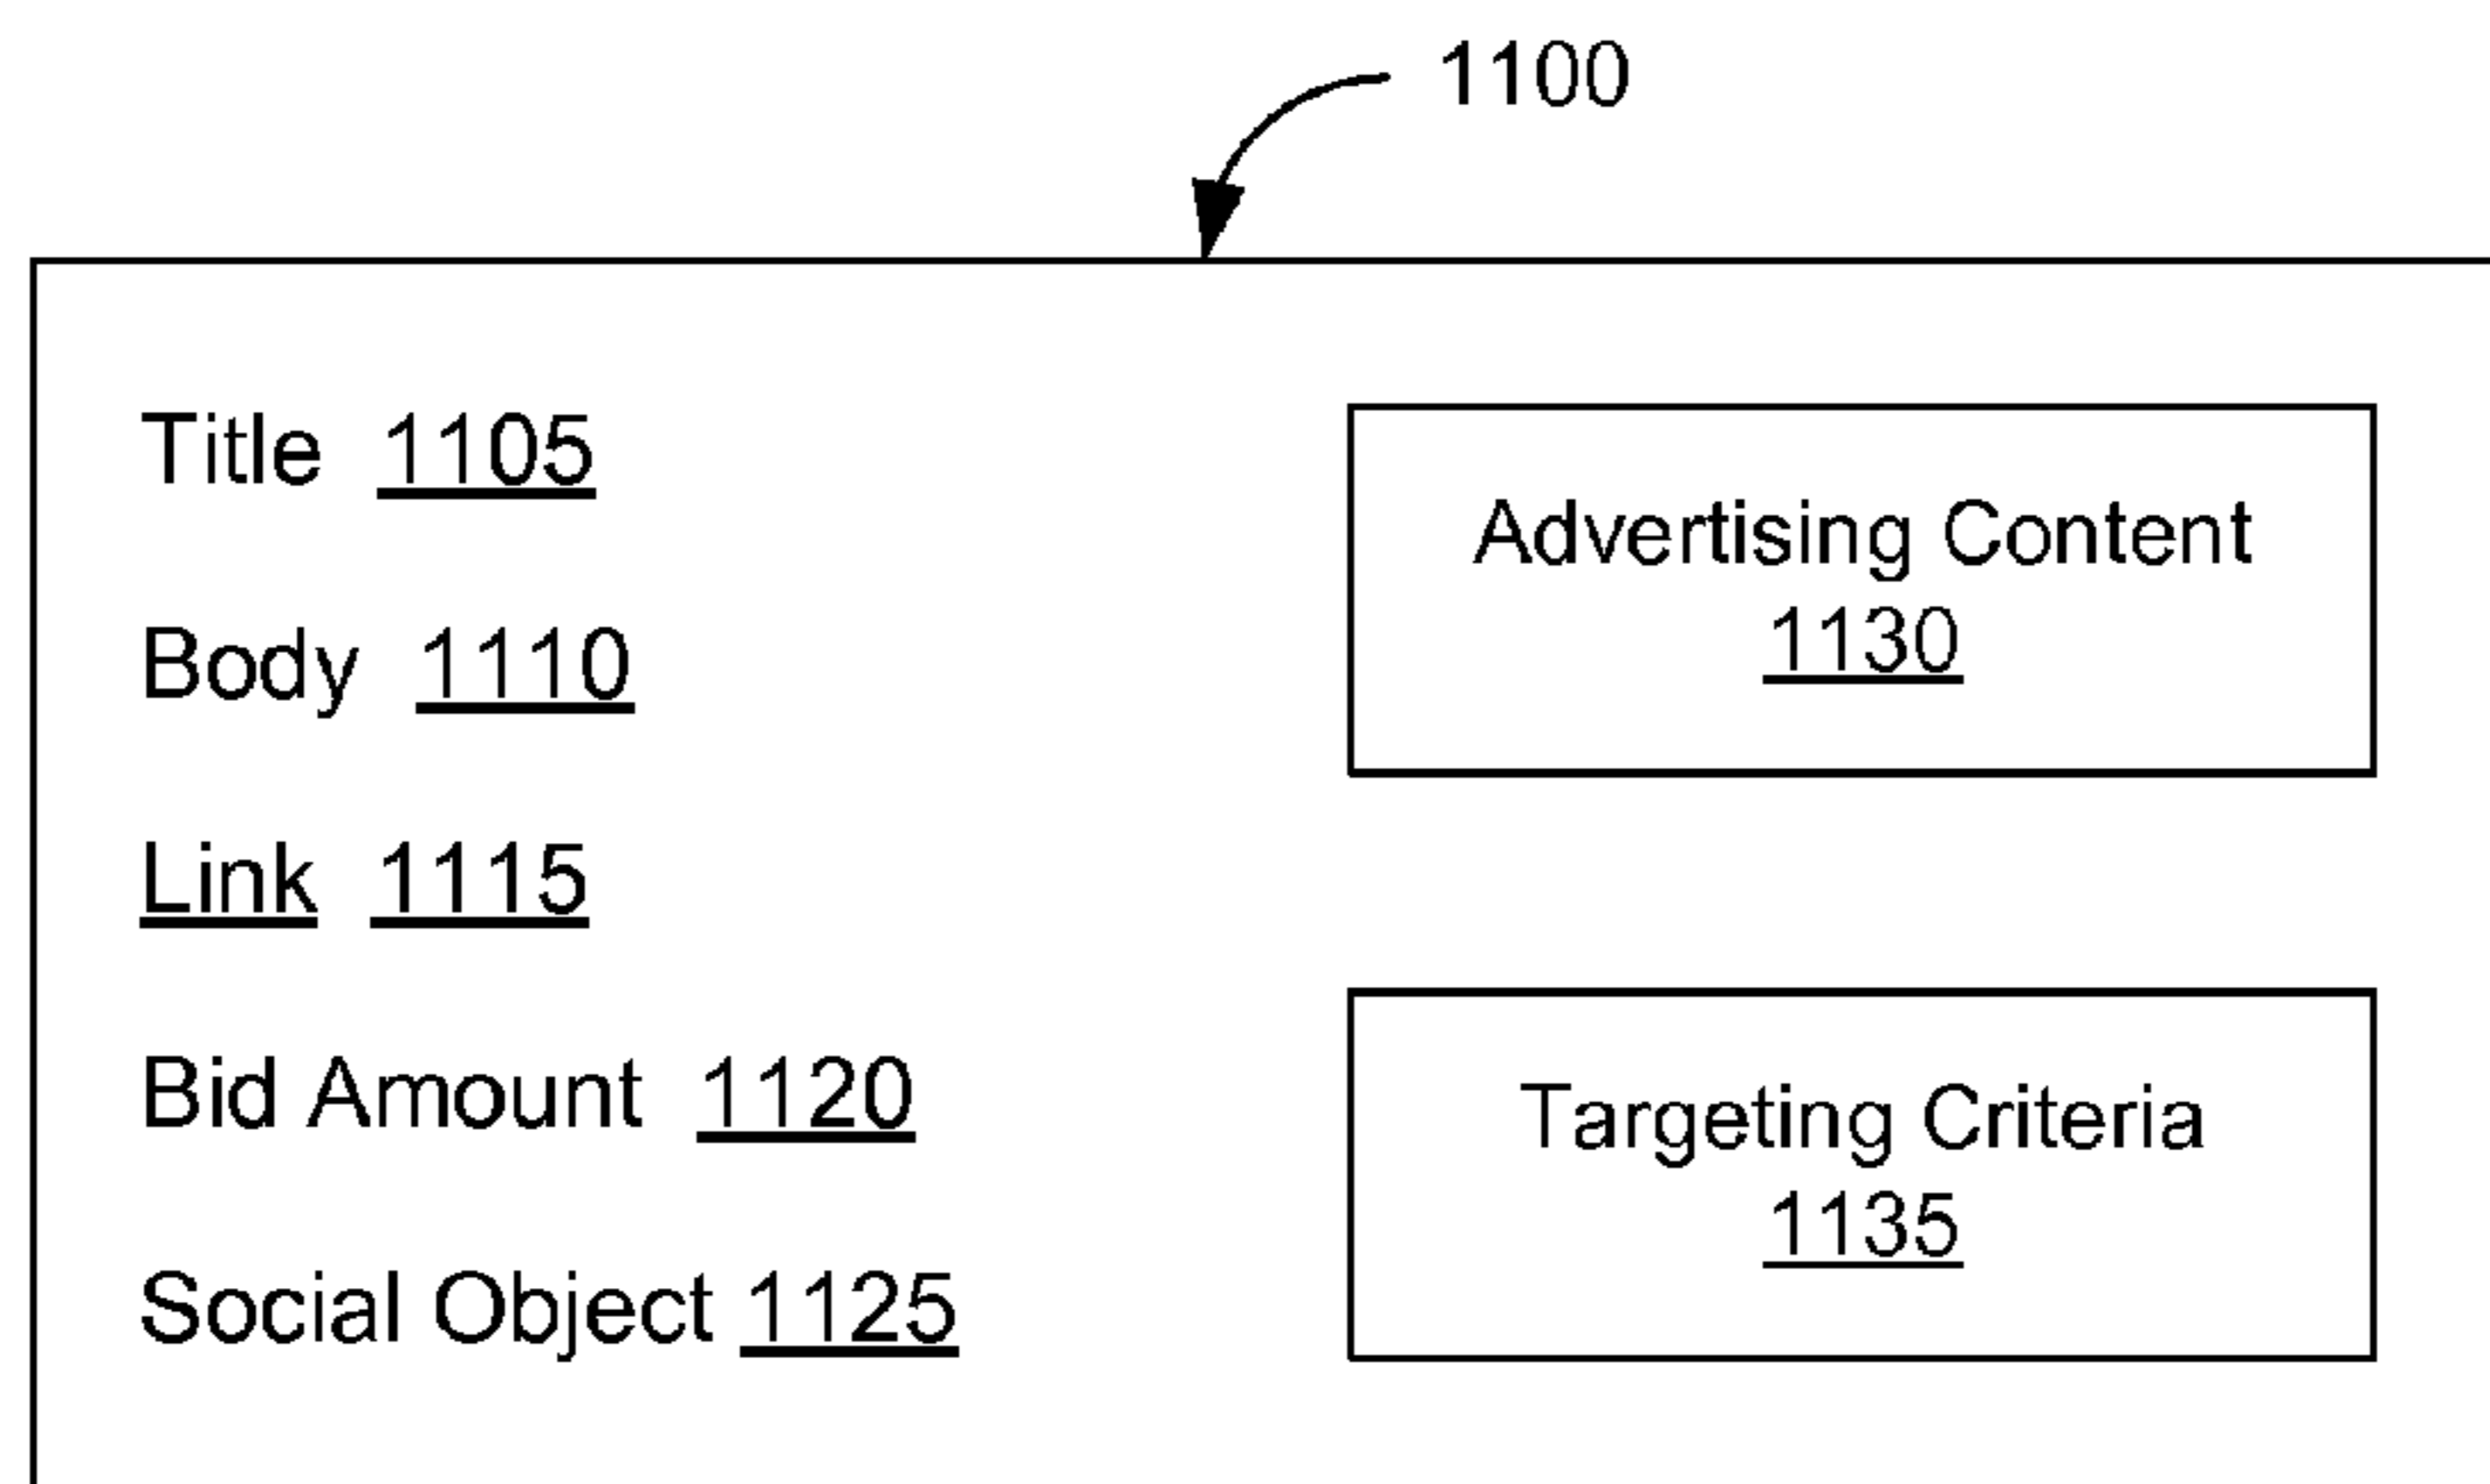 1100
Title 1105
Body 1110
Link 1115
Bid Amount 1120
Social Object 1125
Advertising Content
1130
Targeting Criteria
1135